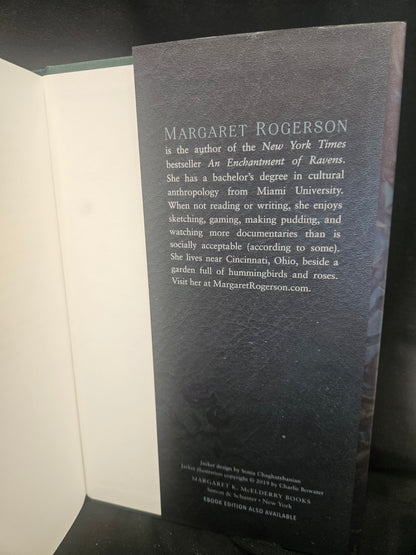 MARGARET ROGERSON
is the author of the New York Times
bestseller An Enchantment of Ravens.
She has a bachelor's degree in cultural
anthropology from Miami University.
When not reading or writing, she enjoys
sketching, gaming, making pudding, and
watching more documentaries than is
socially acceptable (according to some).
She lives near Cincinnati, Ohio, beside a
garden full of hummingbirds and roses.
Visit her at MargaretRogerson.com.
Jacket design by Sonia Chaghatzbanian
Jacket illustration copyright © 2019 by Charlie Bowater
MARGARET K. McELDERRY BOOKS
Simon & Schuster • New York
EBOOK EDITION ALSO AVAILABLE